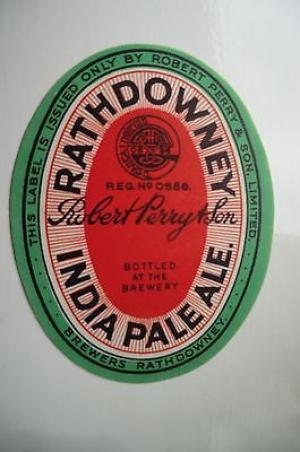 THIS LABEL IS ISSUED ONLY BY ROBERT PERRY & SON, LIMITED.
RATHDOWNEY
REG. Nº 0586.
Robert Perry & Son
BOTTLED
AT THE
BREWERY
INDIA PALE ALE.
BREWERS RATHDOWNEY.